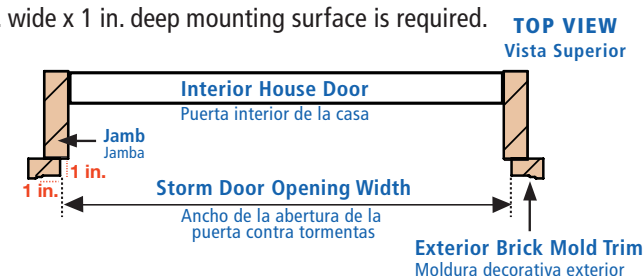 . wide x 1 in. deep mounting surface is required.
TOP VIEW
Vista Superior
Interior House Door
Puerta interior de la casa
Jamb
Jamba
1 in.
1 in.
Storm Door Opening Width
Ancho de la abertura de la
puerta contra tormentas
Exterior Brick Mold Trim
Moldura decorativa exterior